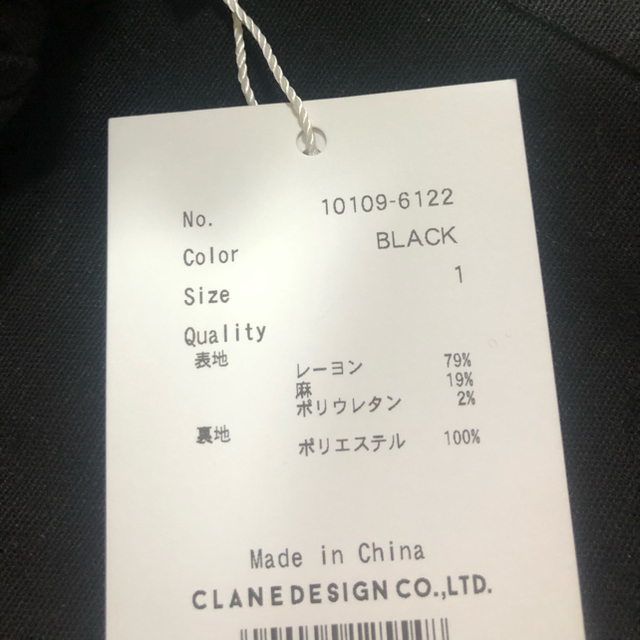 No. 10109-6122
Color BLACK
Size 1
Quality
表地 レーヨン 79%
麻 19%
ポリウレタン 2%
裏地 ポリエステル 100%
Made in China
CLANE DESIGN CO.,LTD.